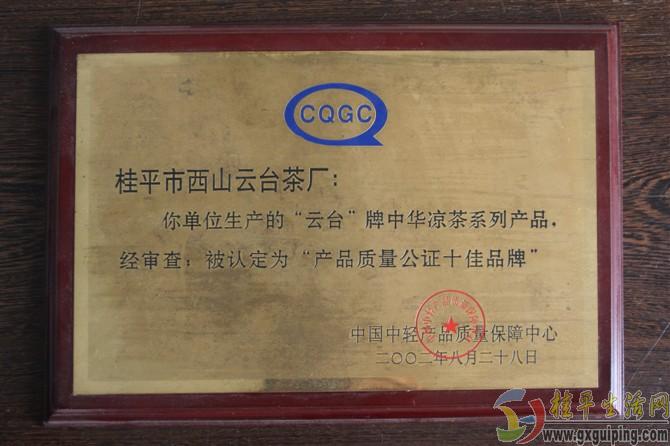 CQGC
桂平市西山云台茶厂：
你单位生产的“云台”牌中华凉茶系列产品，
经审查；被认定为“产品质量公证十佳品牌”
中国中轻产品质量保障中心
二〇〇二年八月二十八日
桂平生活网
www.gxguiping.com